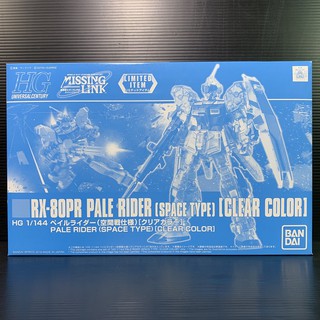 HG
UNIVERSAL CENTURY
MISSING LINK
LIMITED ITEM
RX-80PR PALE RIDER [SPACE TYPE] [CLEAR COLOR]
HG 1/144 ペイルライダー(空間戦仕様)[クリアカラー]
PALE RIDER (SPACE TYPE) [CLEAR COLOR]
BANDAI